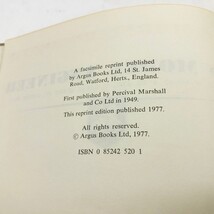 A facsimile reprint published
by Argus Books Ltd, 14 St. James
Road, Watford, Herts., England.
First published by Percival Marshall
and Co Ltd in 1949.
This reprint edition published 1977.
All rights reserved.
© Argus Books Ltd, 1977.
ISBN 0 85242 520 1